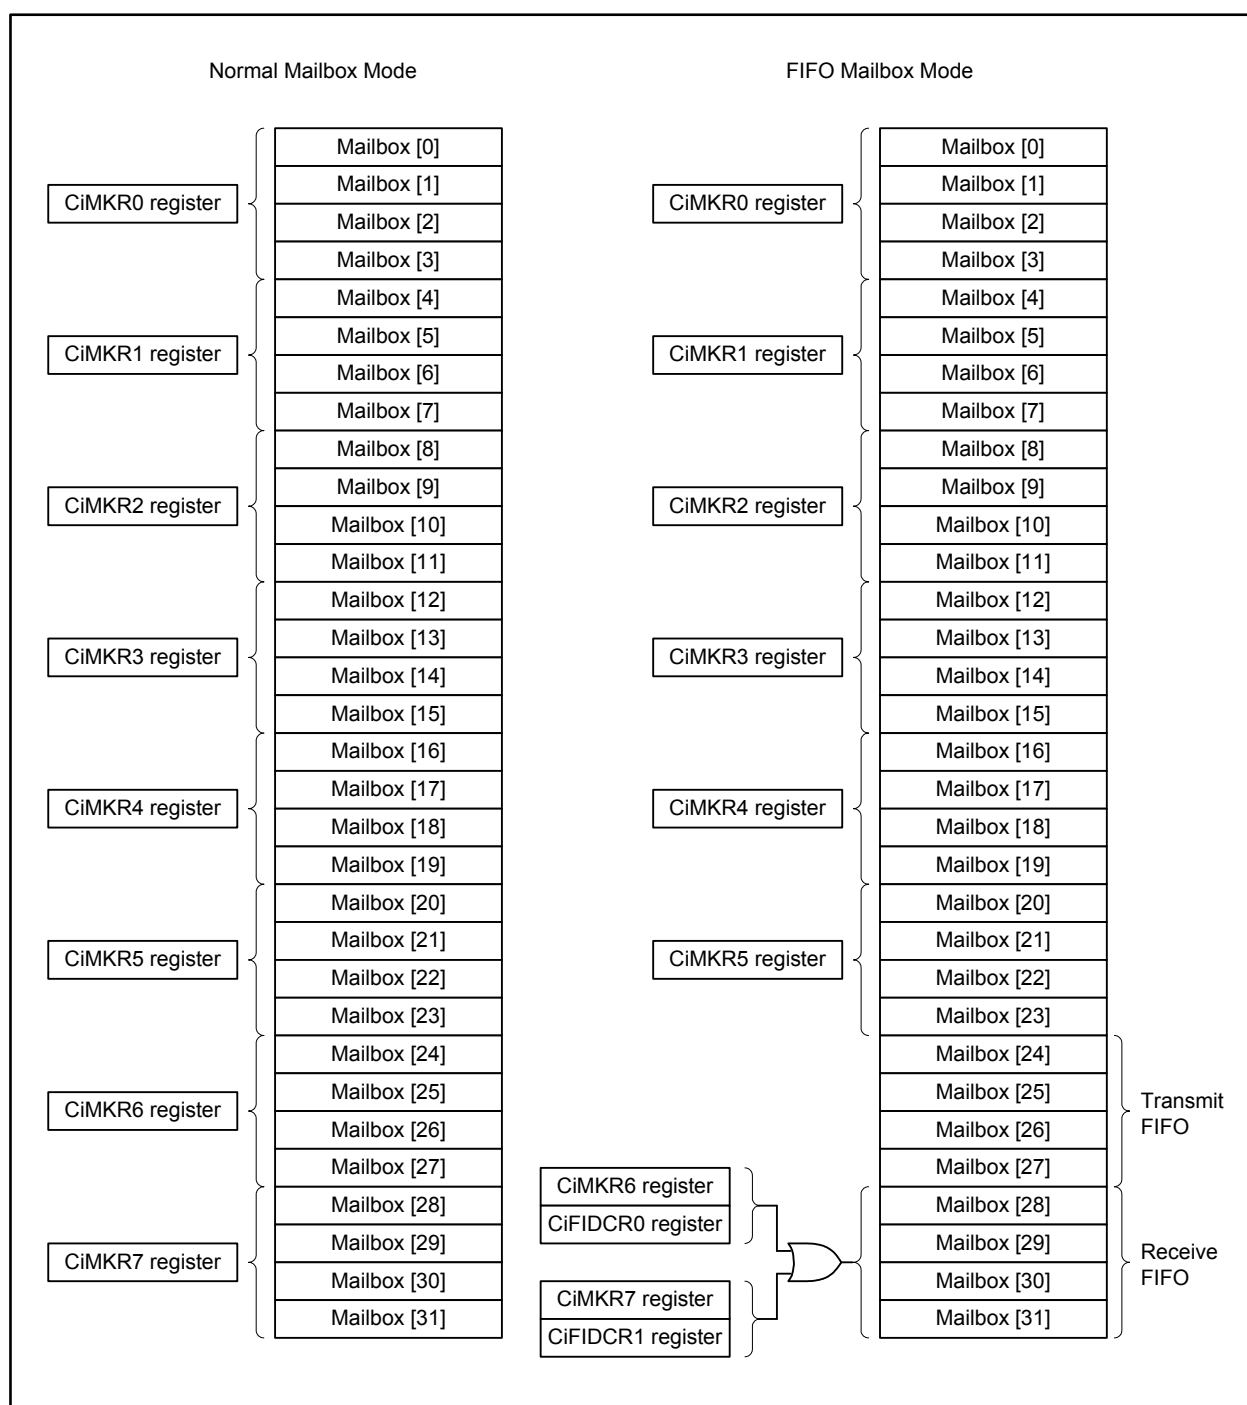 Normal Mailbox Mode
Mailbox [0]
Mailbox [1]
Mailbox [2]
Mailbox [3]
Mailbox [4]
Mailbox [5]
Mailbox [6]
Mailbox [7]
Mailbox [8]
Mailbox [9]
Mailbox [10]
Mailbox [11]
Mailbox [12]
Mailbox [13]
Mailbox [14]
Mailbox [15]
Mailbox [16]
Mailbox [17]
Mailbox [18]
Mailbox [19]
Mailbox [20]
Mailbox [21]
Mailbox [22]
Mailbox [23]
Mailbox [24]
Mailbox [25]
Mailbox [26]
Mailbox [27]
Mailbox [28]
Mailbox [29]
Mailbox [30]
Mailbox [31]
CiMKR0 register
CiMKR1 register
CiMKR2 register
CiMKR3 register
CiMKR4 register
CiMKR5 register
CiMKR6 register
CiMKR7 register
FIFO Mailbox Mode
Mailbox [0]
Mailbox [1]
Mailbox [2]
Mailbox [3]
Mailbox [4]
Mailbox [5]
Mailbox [6]
Mailbox [7]
Mailbox [8]
Mailbox [9]
Mailbox [10]
Mailbox [11]
Mailbox [12]
Mailbox [13]
Mailbox [14]
Mailbox [15]
Mailbox [16]
Mailbox [17]
Mailbox [18]
Mailbox [19]
Mailbox [20]
Mailbox [21]
Mailbox [22]
Mailbox [23]
Mailbox [24]
Mailbox [25]
Mailbox [26]
Mailbox [27]
Mailbox [28]
Mailbox [29]
Mailbox [30]
Mailbox [31]
CiMKR0 register
CiMKR1 register
CiMKR2 register
CiMKR3 register
CiMKR4 register
CiMKR5 register
CiMKR6 register
CiFIDCR0 register
CiMKR7 register
CiFIDCR1 register
Transmit
FIFO
Receive
FIFO